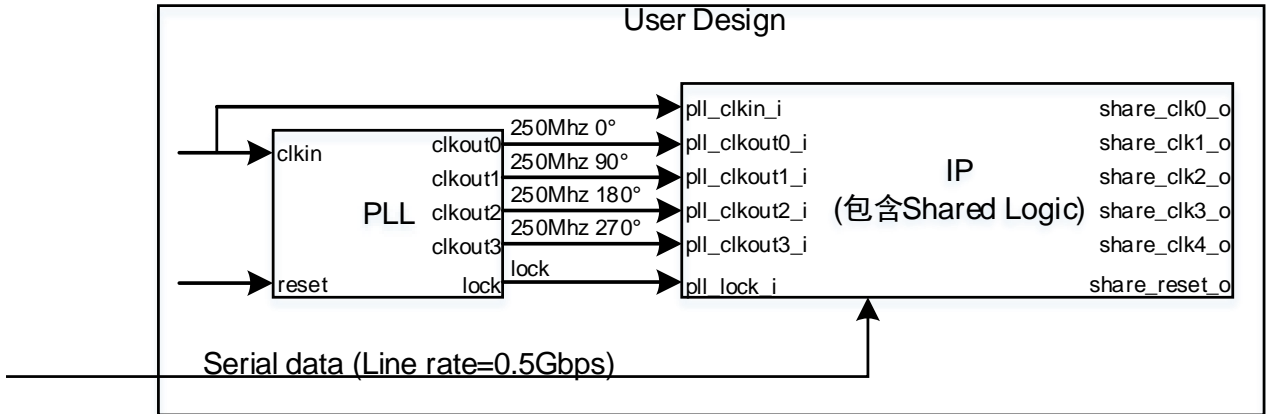 User Design
pll_clkin_i
share_clk0_o
250Mhz 0°
clkin
clkout0
pll_clkout0_i
share_clk1_o
250Mhz 90°
clkout1
pll_clkout1_i
IP
share_clk2_o
250Mhz 180°
PLL
clkout2
pll_clkout2_i
(包含Shared Logic)
share_clk3_o
250Mhz 270°
clkout3
pll_clkout3_i
share_clk4_o
lock
reset
lock
pll_lock_i
share_reset_o
Serial data (Line rate=0.5Gbps)